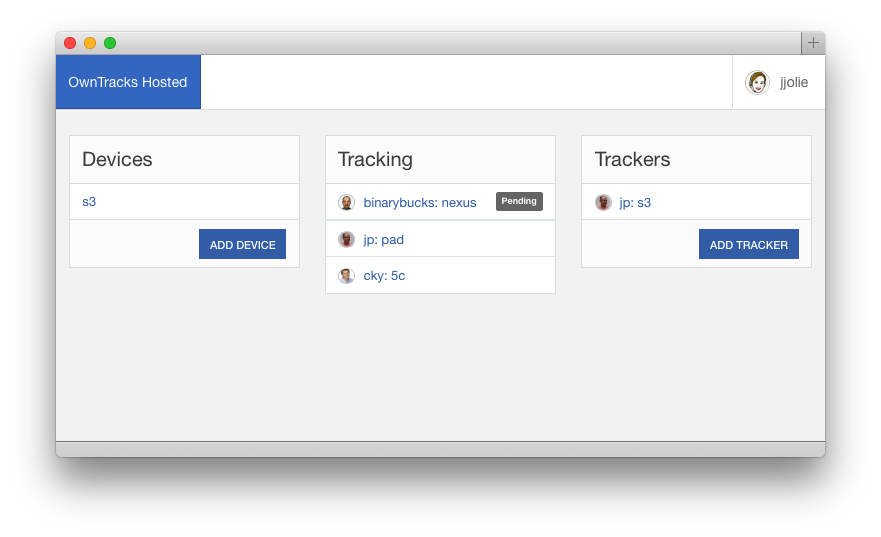 OwnTracks Hosted
jjolie
Devices
s3
ADD DEVICE
Tracking
binarybucks: nexus Pending
jp: pad
cky: 5c
Trackers
jp: s3
ADD TRACKER